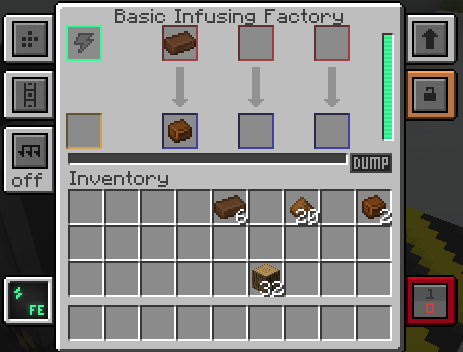 Basic Infusing Factory
off
DUMP
Inventory
6
20
2
32
FE
1
0